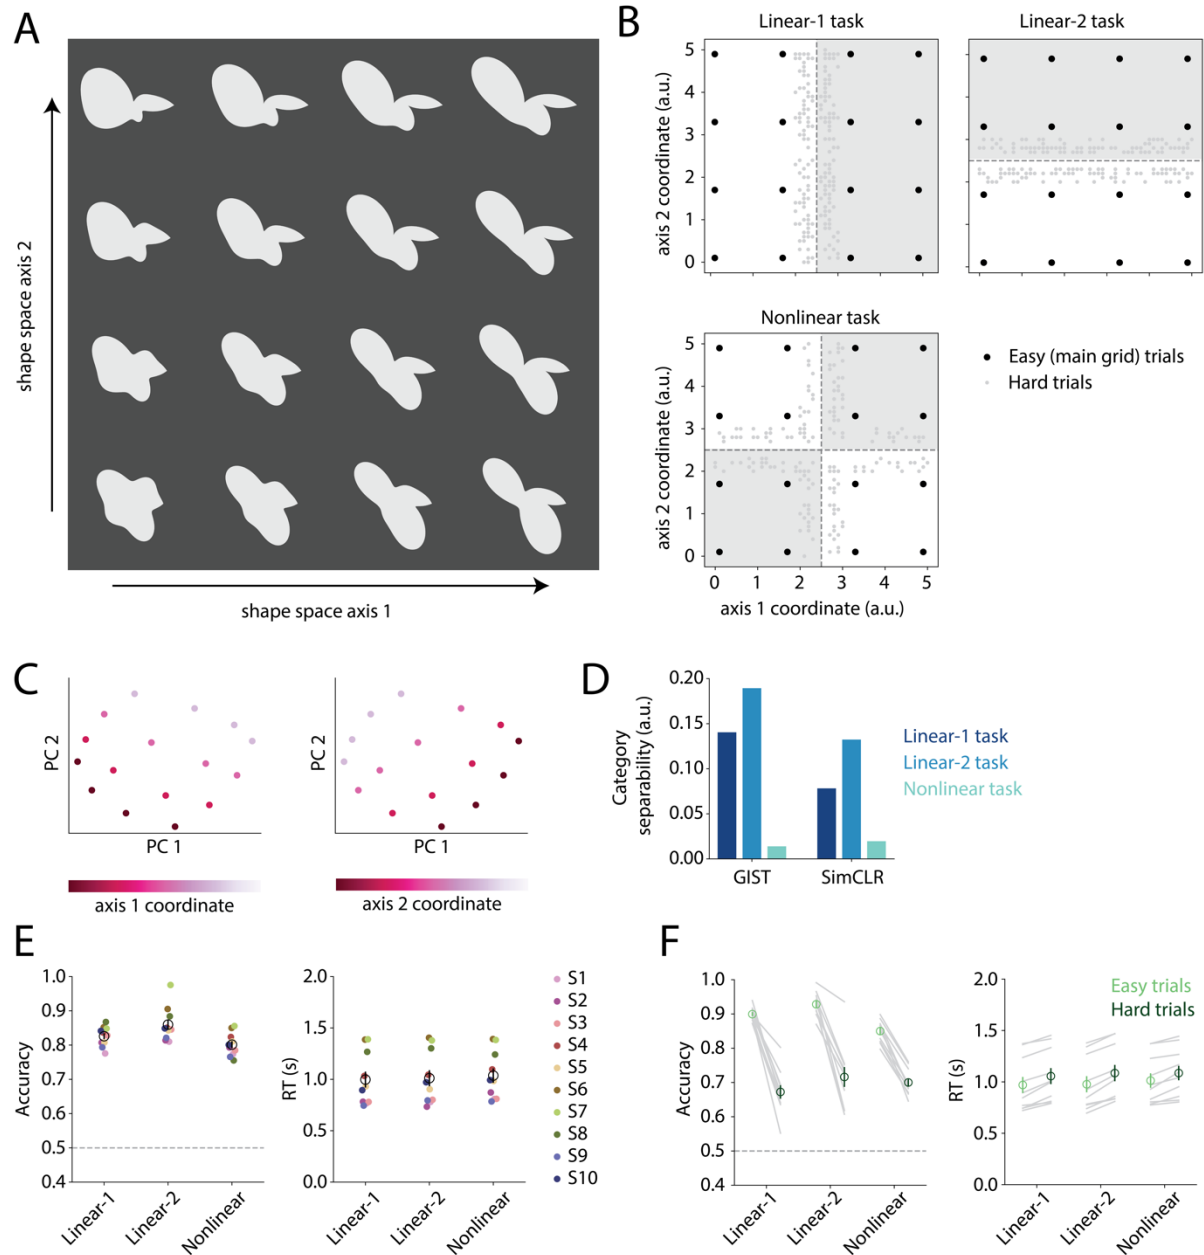 A
shape space axis 2
shape space axis 1
B
Linear-1 task
Linear-2 task
axis 2 coordinate (a.u.)
5
4
3
2
1
0
Nonlinear task
axis 2 coordinate (a.u.)
5
4
3
2
1
0
0 1 2 3 4 5
axis 1 coordinate (a.u.)
Easy (main grid) trials
Hard trials
C
PC 2
PC 1
axis 1 coordinate
PC 2
PC 1
axis 2 coordinate
D
Category
separability (a.u.)
0.20
0.15
0.10
0.05
0.00
GIST SimCLR
Linear-1 task
Linear-2 task
Nonlinear task
E
Accuracy
1.0
0.9
0.8
0.7
0.6
0.5
0.4
Linear-1
Linear-2
Nonlinear
RT (s)
2.0
1.5
1.0
0.5
0.0
Linear-1
Linear-2
Nonlinear
S1
S2
S3
S4
S5
S6
S7
S8
S9
S10
F
Accuracy
1.0
0.9
0.8
0.7
0.6
0.5
0.4
Linear-1
Linear-2
Nonlinear
RT (s)
2.0
1.5
1.0
0.5
0.0
Easy trials
Hard trials
Linear-1
Linear-2
Nonlinear